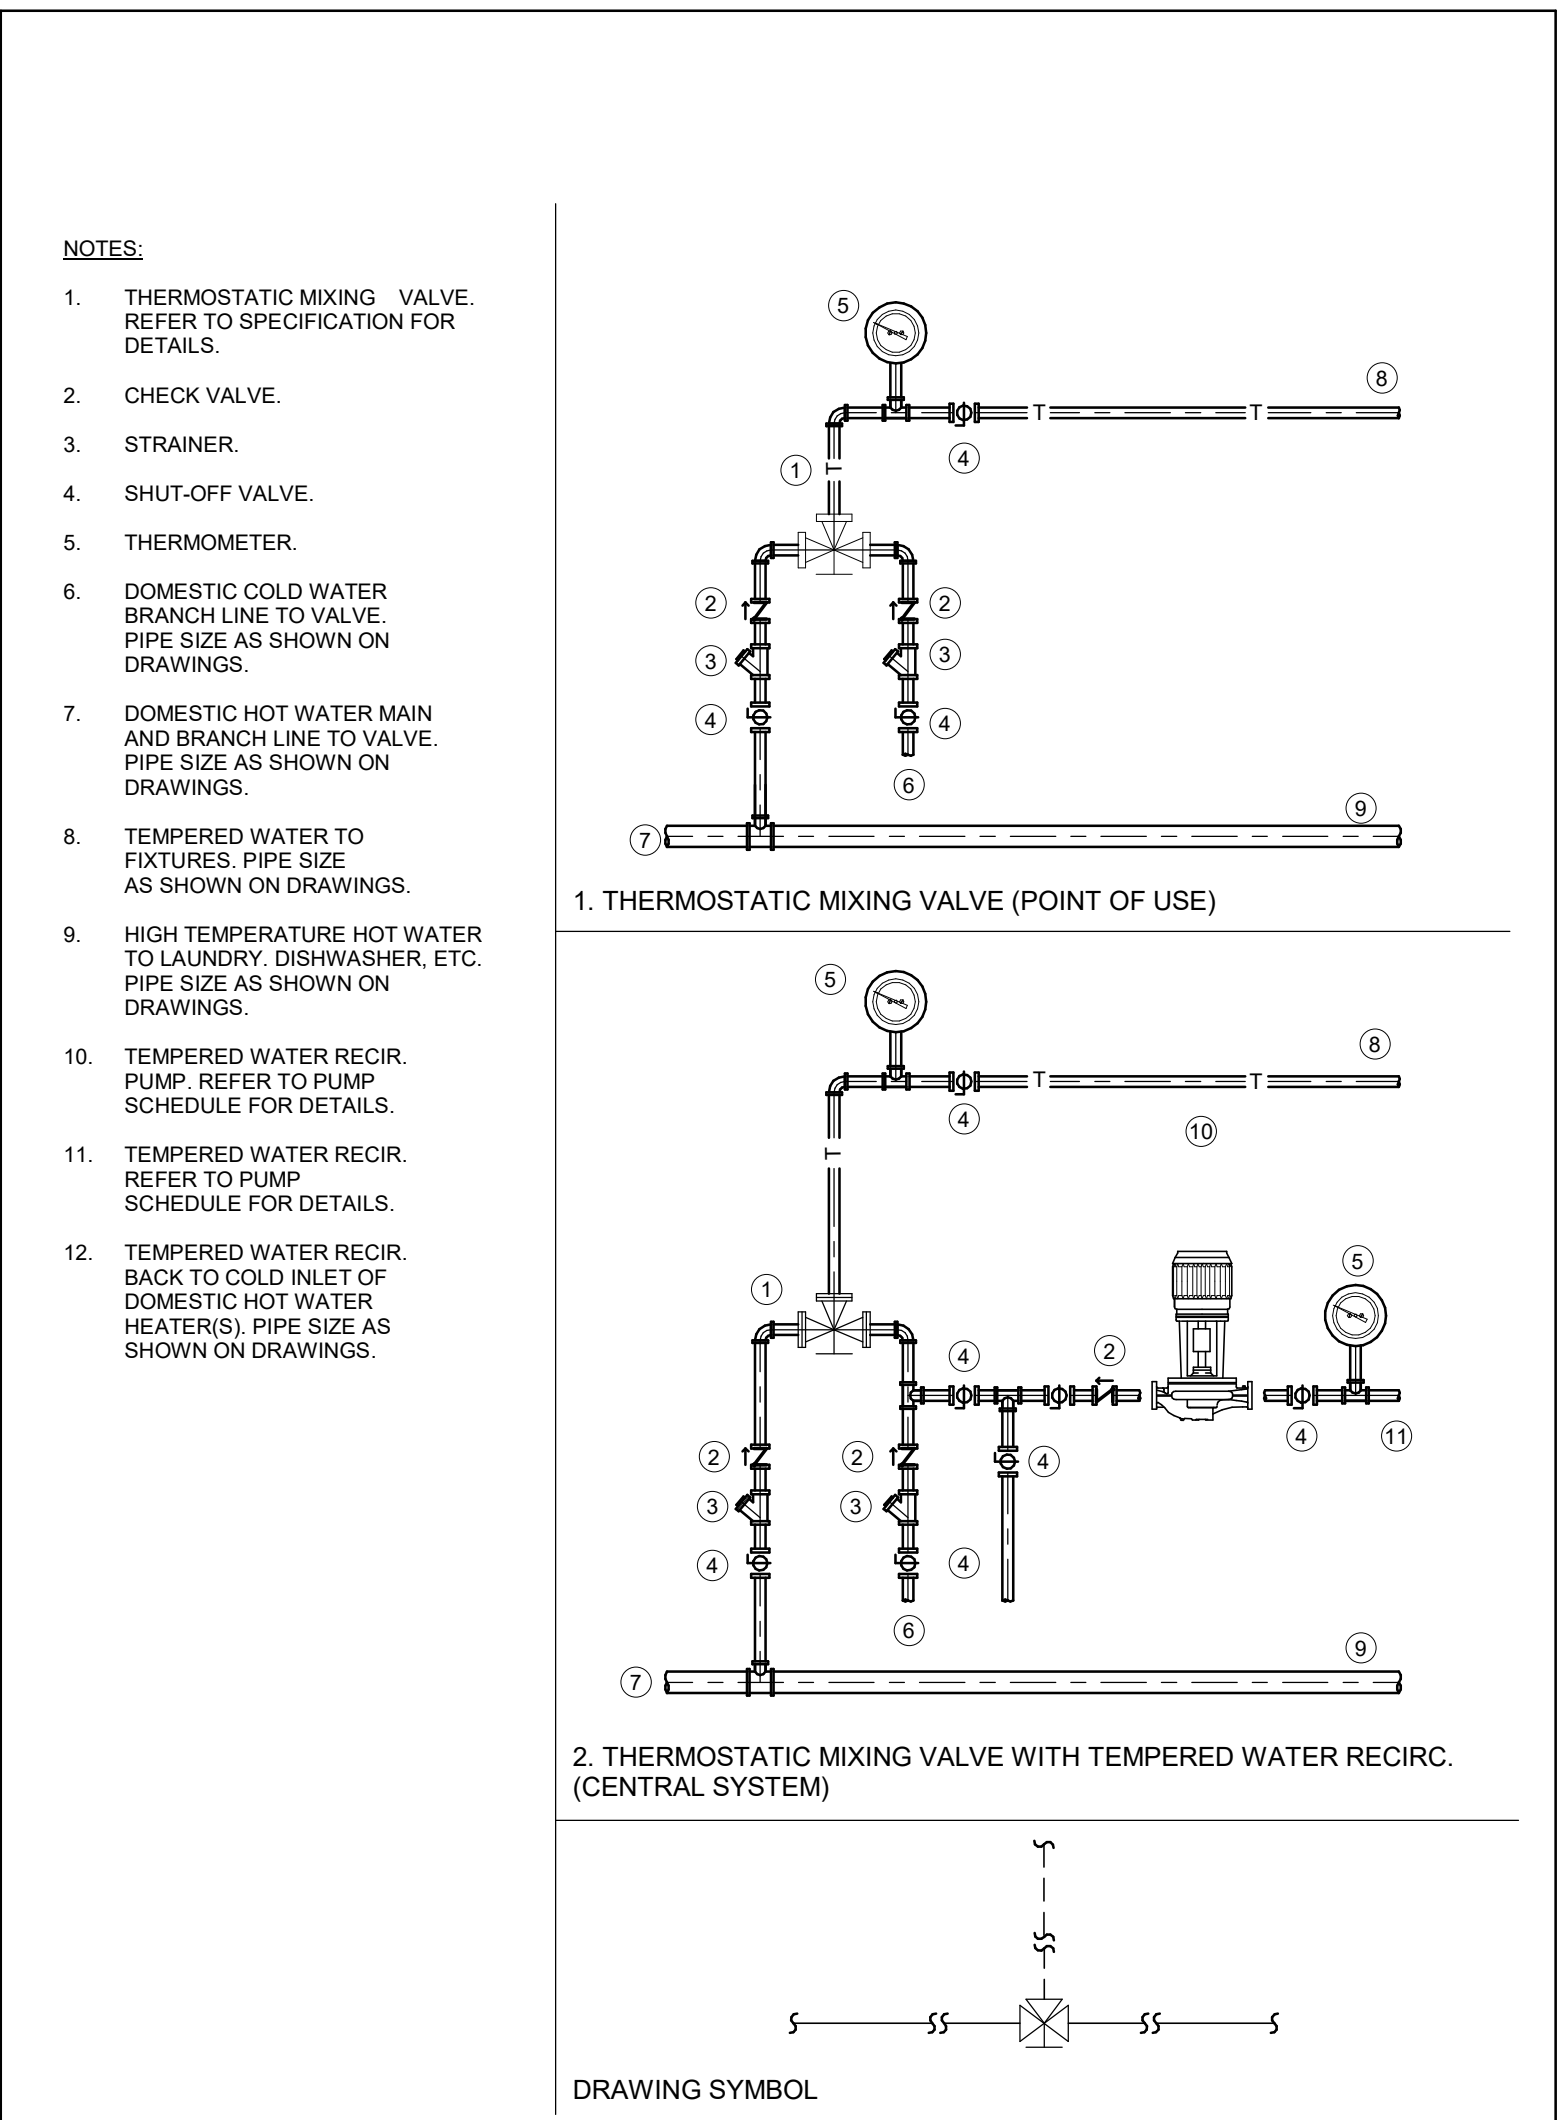 NOTES:
1. THERMOSTATIC MIXING VALVE.
REFER TO SPECIFICATION FOR
DETAILS.
2. CHECK VALVE.
3. STRAINER.
4. SHUT-OFF VALVE.
5. THERMOMETER.
6. DOMESTIC COLD WATER
BRANCH LINE TO VALVE.
PIPE SIZE AS SHOWN ON
DRAWINGS.
7. DOMESTIC HOT WATER MAIN
AND BRANCH LINE TO VALVE.
PIPE SIZE AS SHOWN ON
DRAWINGS.
8. TEMPERED WATER TO
FIXTURES. PIPE SIZE
AS SHOWN ON DRAWINGS.
9. HIGH TEMPERATURE HOT WATER
TO LAUNDRY. DISHWASHER, ETC.
PIPE SIZE AS SHOWN ON
DRAWINGS.
10. TEMPERED WATER RECIR.
PUMP. REFER TO PUMP
SCHEDULE FOR DETAILS.
11. TEMPERED WATER RECIR.
REFER TO PUMP
SCHEDULE FOR DETAILS.
12. TEMPERED WATER RECIR.
BACK TO COLD INLET OF
DOMESTIC HOT WATER
HEATER(S). PIPE SIZE AS
SHOWN ON DRAWINGS.
5
8
T T
4
1 T
2 2
3 3
4 4
6
9
7
1. THERMOSTATIC MIXING VALVE (POINT OF USE)
5
8
T T
4 10
T
5
1
4 2
4 11
2 2 4
3 3
4 4
6
9
7
2. THERMOSTATIC MIXING VALVE WITH TEMPERED WATER RECIRC.
(CENTRAL SYSTEM)
DRAWING SYMBOL